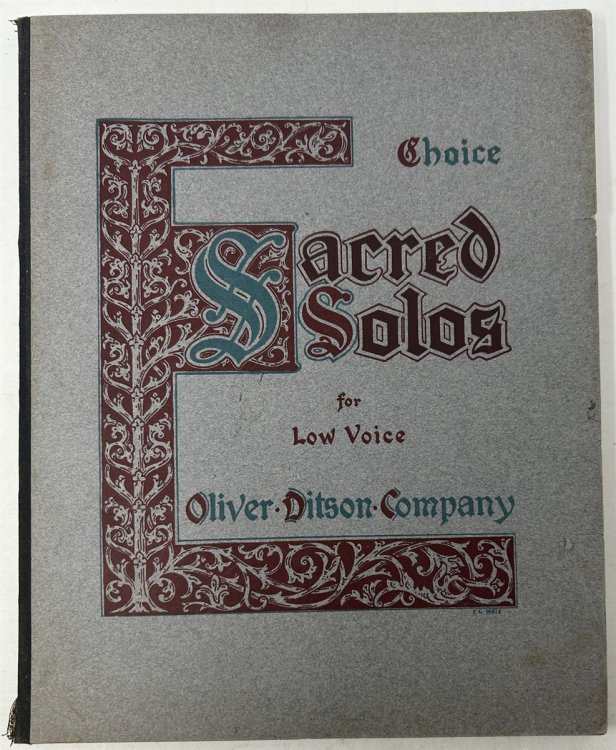 Choice
Sacred
Solos
for
Low Voice
Oliver · Ditson · Company